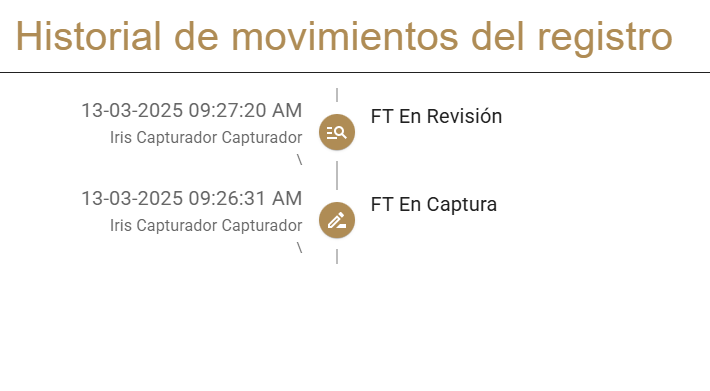 Historial de movimientos del registro
13-03-2025 09:27:20 AM
Iris Capturador Capturador
\
FT En Revisión
13-03-2025 09:26:31 AM
Iris Capturador Capturador
\
FT En Captura